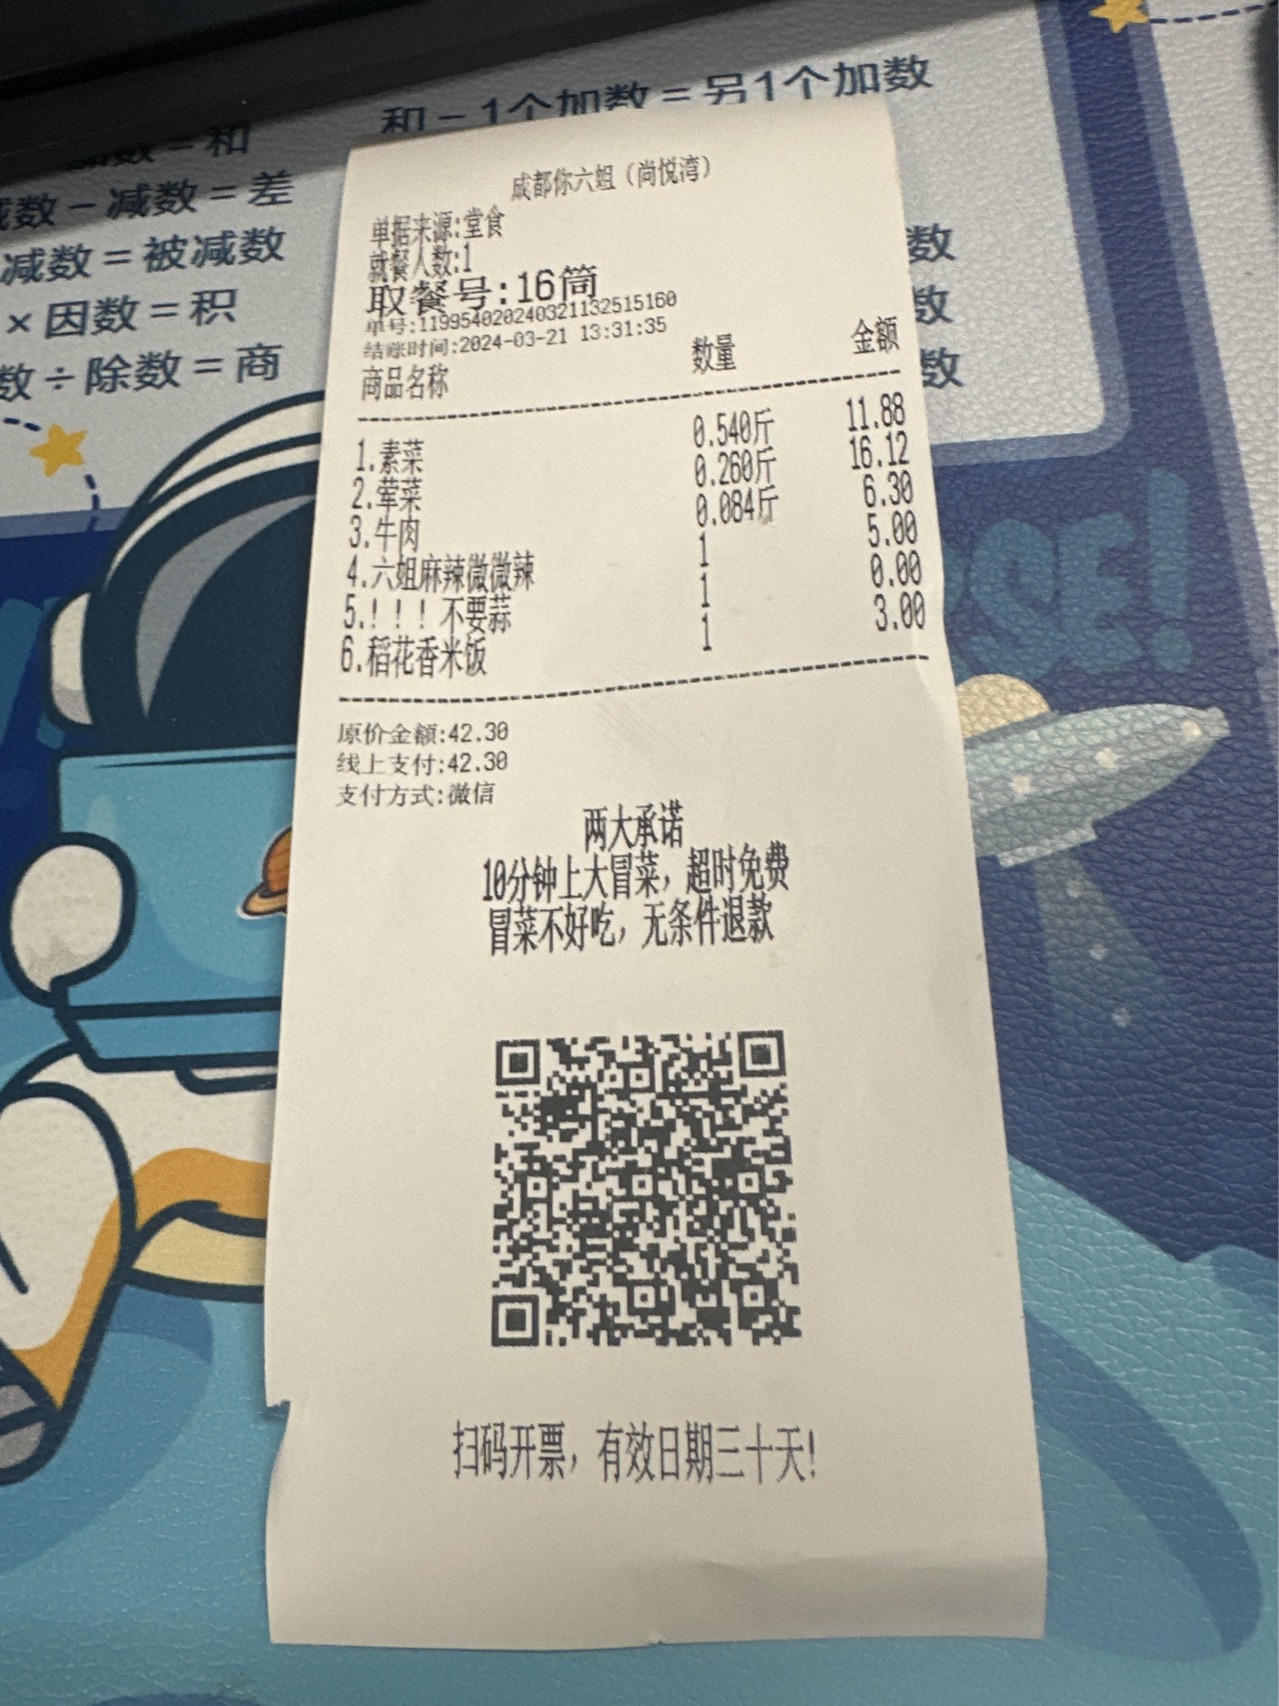 和－1个加数＝另1个加数
数＝和
数－减数＝差
减数＝被减数
×因数＝积
数÷除数＝商
数
数
数
成都你六姐（尚悦湾）
单据来源:堂食
就餐人数:1
取餐号:16筒
单号:119954020240321132515160
结账时间:2024-03-21 13:31:35
商品名称 数量 金额
1.素菜 0.540斤 11.88
2.荤菜 0.260斤 16.12
3.牛肉 0.084斤 6.30
4.六姐麻辣微微辣 1 5.00
5.！！！不要蒜 1 0.00
6.稻花香米饭 1 3.00
原价金额:42.30
线上支付:42.30
支付方式:微信
两大承诺
10分钟上大冒菜，超时免费
冒菜不好吃，无条件退款
扫码开票，有效日期三十天！